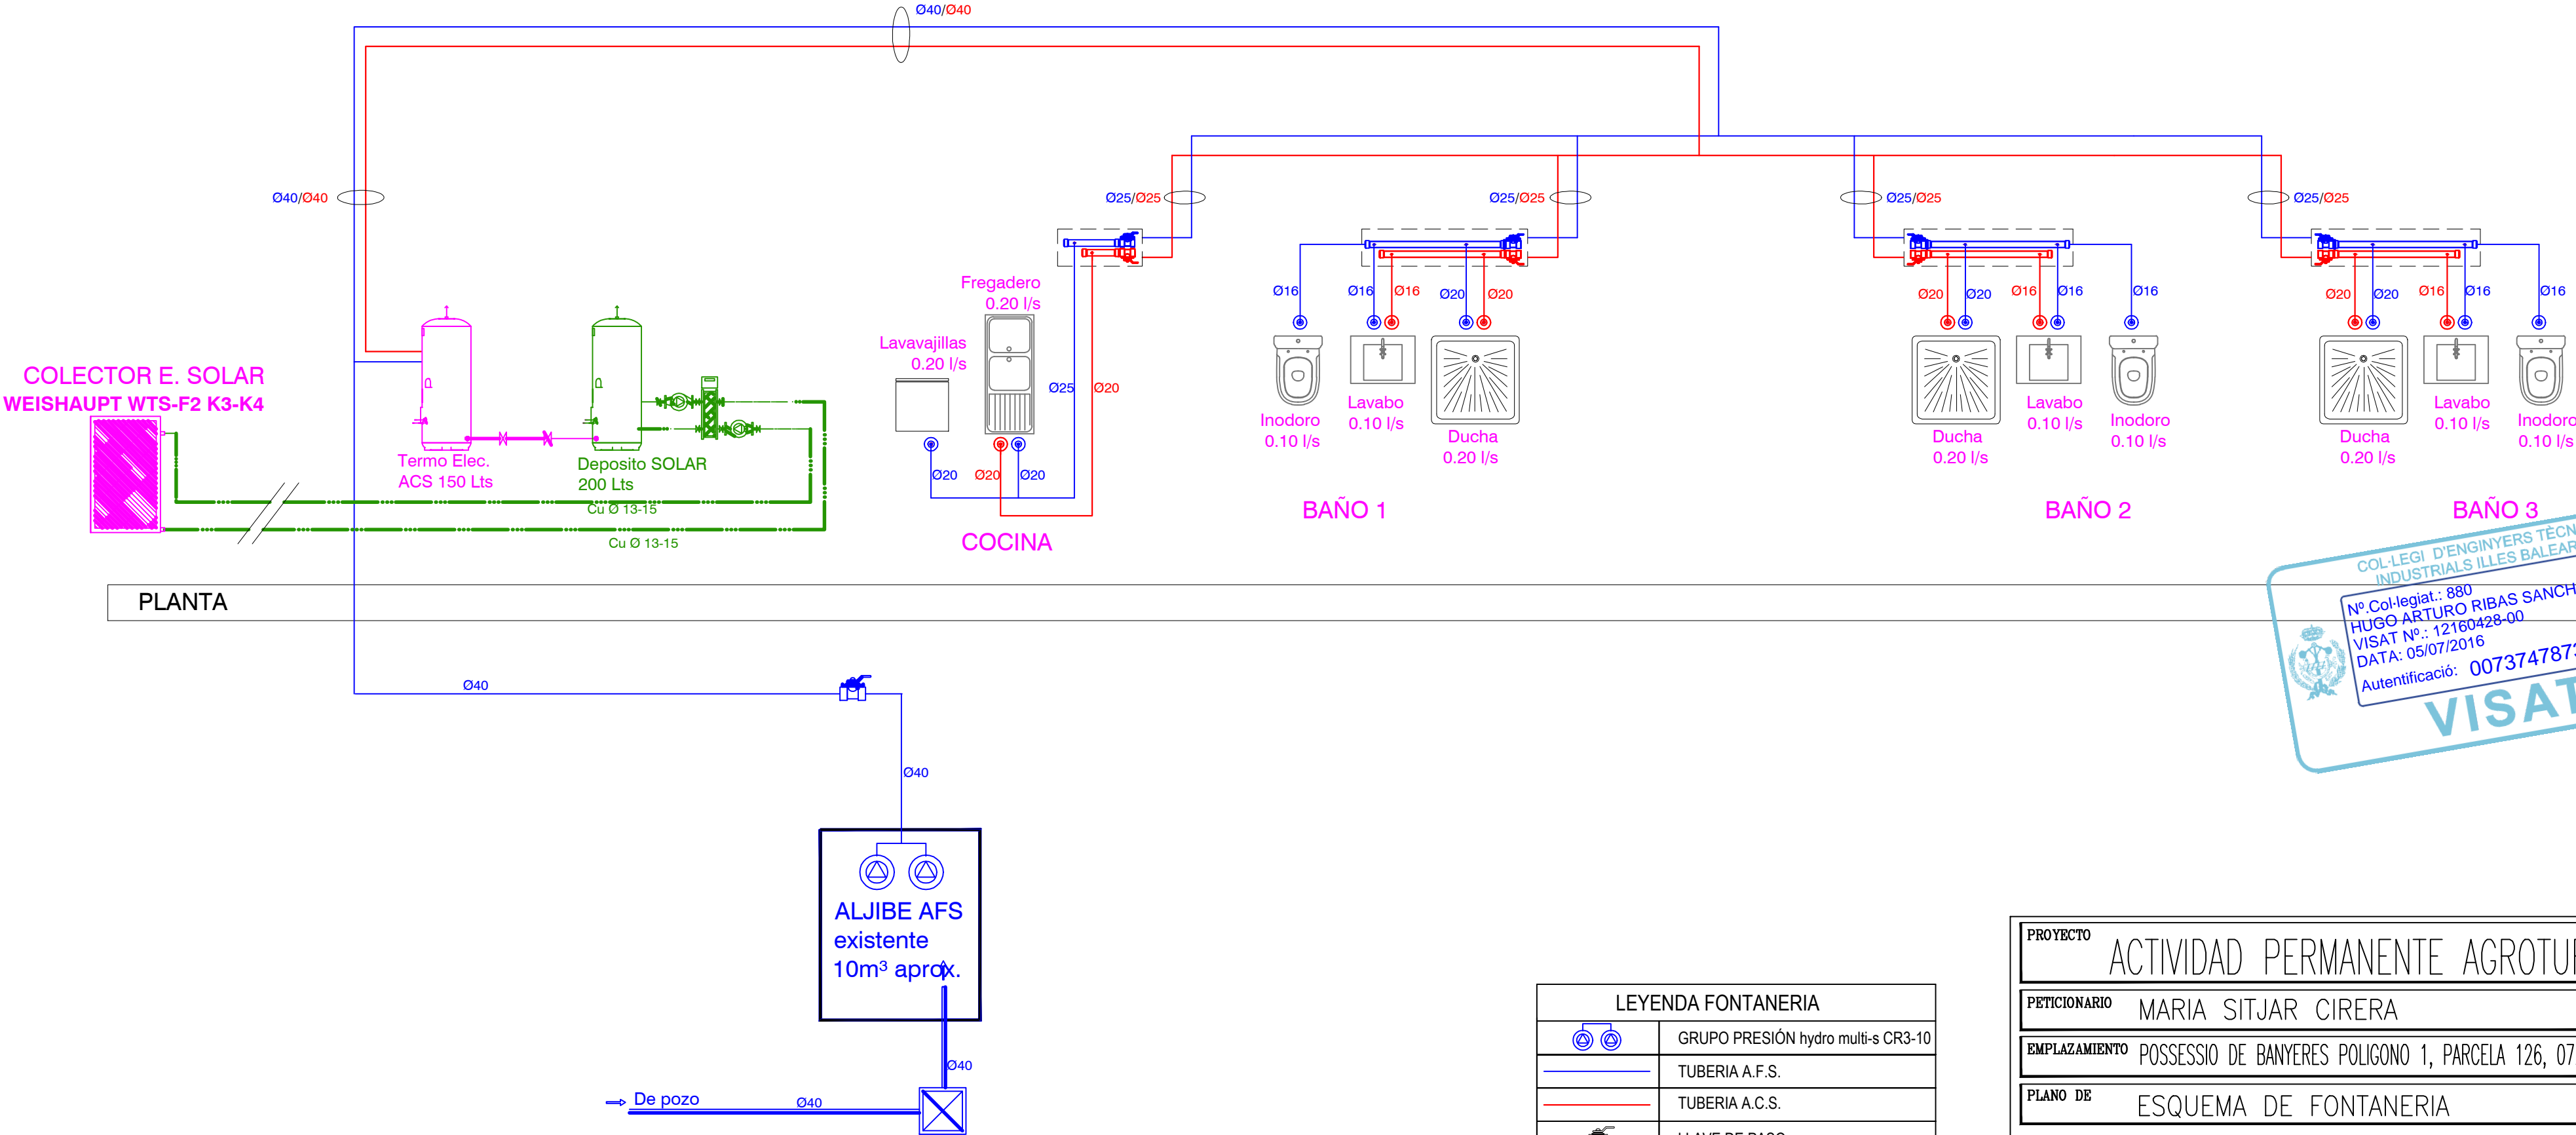 Ø40/Ø40
Ø40/Ø40
Ø25/Ø25
Ø25/Ø25
Ø25/Ø25
Ø25/Ø25
COLECTOR E. SOLAR
WEISHAUPT WTS-F2 K3-K4
Termo Elec.
ACS 150 Lts
Deposito SOLAR
200 Lts
Cu Ø 13-15
Cu Ø 13-15
Lavavajillas
0.20 l/s
Fregadero
0.20 l/s
Ø25
Ø20
Ø20
Ø20
Ø20
COCINA
Ø16
Ø16
Ø16
Ø20
Ø20
Inodoro
0.10 l/s
Lavabo
0.10 l/s
Ducha
0.20 l/s
BAÑO 1
Ø20
Ø20
Ø16
Ø16
Ø16
Ducha
0.20 l/s
Lavabo
0.10 l/s
Inodoro
0.10 l/s
BAÑO 2
Ø20
Ø20
Ø16
Ø16
Ø16
Ducha
0.20 l/s
Lavabo
0.10 l/s
Inodoro
0.10 l/s
BAÑO 3
PLANTA
COL·LEGI D'ENGINYERS TÈCN
INDUSTRIALS ILLES BALEAR
Nº.Col·legiat.: 880
HUGO ARTURO RIBAS SANCH
VISAT Nº.: 12160428-00
DATA: 05/07/2016
Autentificació: 0073747873
VISAT
Ø40
Ø40
ALJIBE AFS
existente
10m³ aprox.
Ø40
De pozo
Ø40
LEYENDA FONTANERIA
GRUPO PRESIÓN hydro multi-s CR3-10
TUBERIA A.F.S.
TUBERIA A.C.S.
LLAVE DE PASO
PROYECTO ACTIVIDAD PERMANENTE AGROTU
PETICIONARIO MARIA SITJAR CIRERA
EMPLAZAMIENTO POSSESSIO DE BANYERES POLIGONO 1, PARCELA 126, 07
PLANO DE ESQUEMA DE FONTANERIA